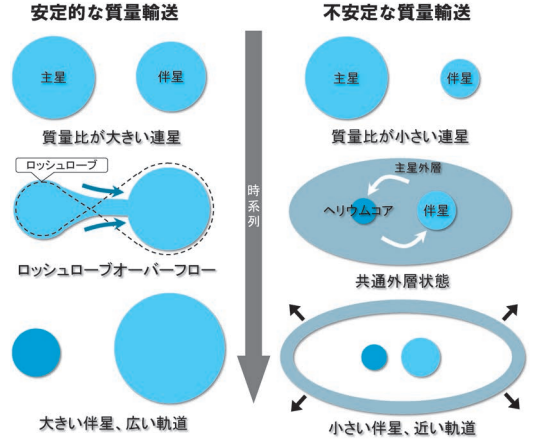 安定的な質量輸送
主星
伴星
質量比が大きい連星
ロッシュローブ
ロッシュローブオーバーフロー
大きい伴星、広い軌道
時系列
不安定な質量輸送
主星
伴星
質量比が小さい連星
主星外層
ヘリウムコア
伴星
共通外層状態
小さい伴星、近い軌道